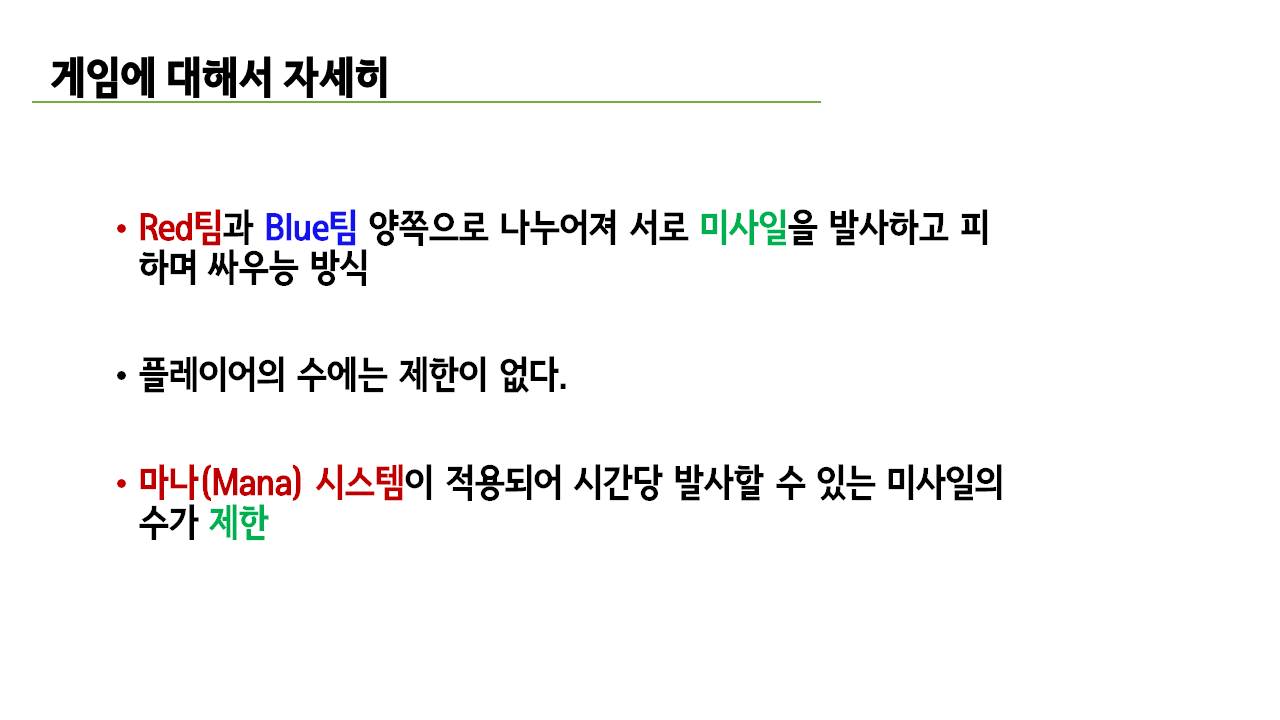 게임에 대해서 자세히
• Red팀과 Blue팀 양쪽으로 나누어져 서로 미사일을 발사하고 피
하며 싸우능 방식
• 플레이어의 수에는 제한이 없다.
• 마나(Mana) 시스템이 적용되어 시간당 발사할 수 있는 미사일의
수가 제한